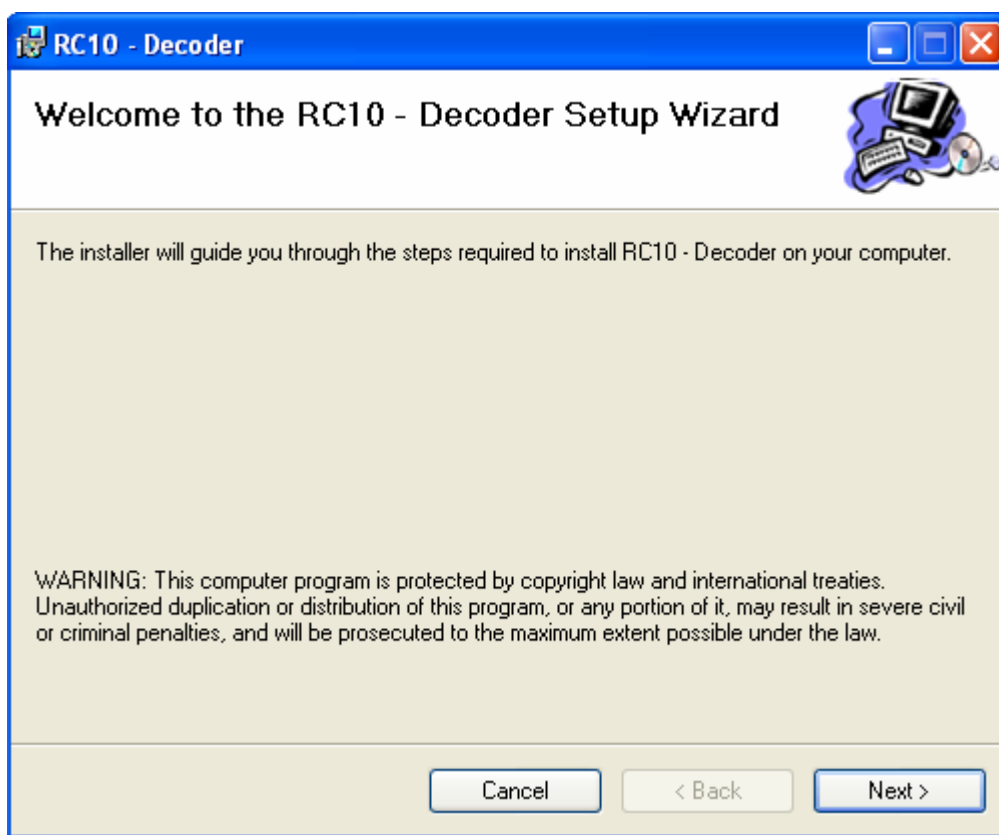 RC10 - Decoder
Welcome to the RC10 - Decoder Setup Wizard
The installer will guide you through the steps required to install RC10 - Decoder on your computer.
WARNING: This computer program is protected by copyright law and international treaties.
Unauthorized duplication or distribution of this program, or any portion of it, may result in severe civil
or criminal penalties, and will be prosecuted to the maximum extent possible under the law.
Cancel < Back Next >